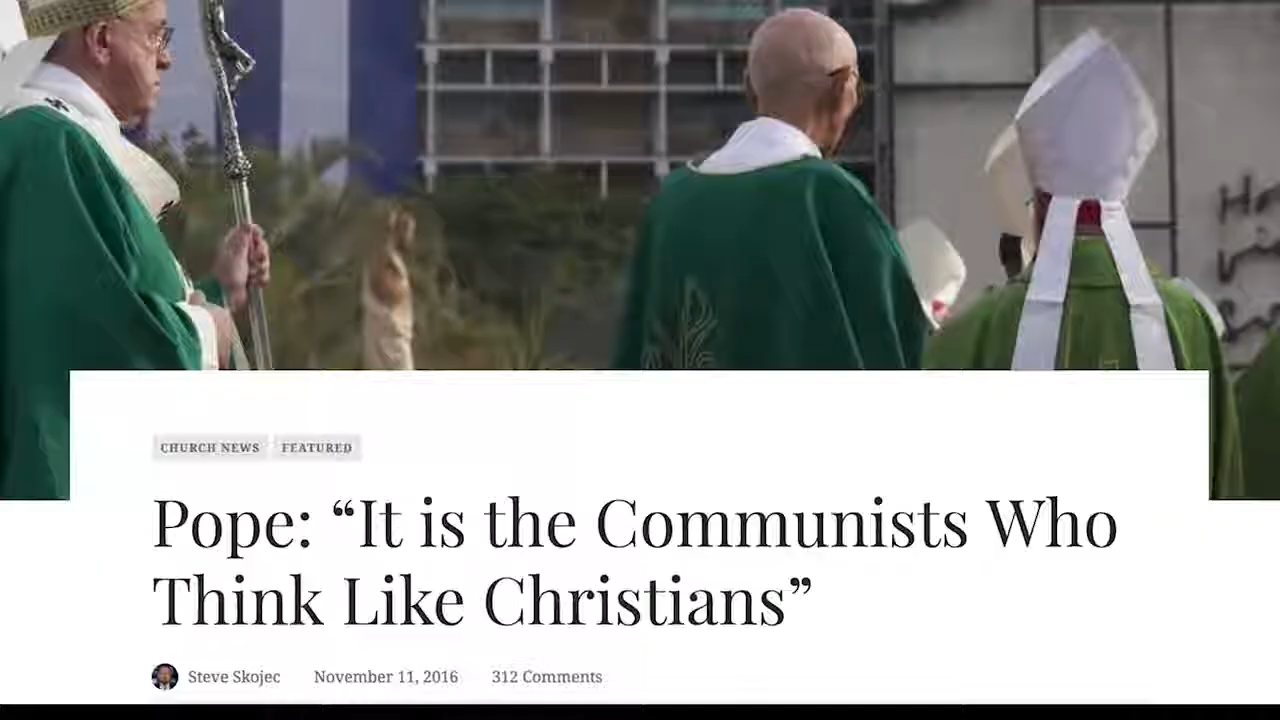 CHURCH NEWS FEATURED
Pope: “It is the Communists Who
Think Like Christians”
Steve Skojec November 11, 2016 312 Comments